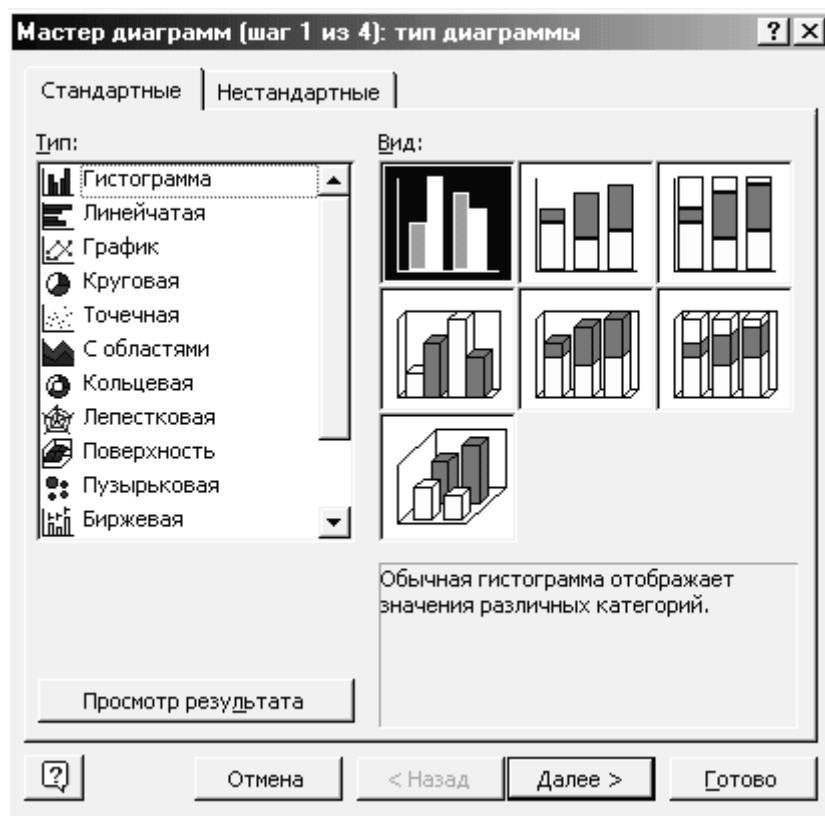 Мастер диаграмм (шаг 1 из 4): тип диаграммы
Стандартные Нестандартные
Тип:
Гистограмма
Линейчатая
График
Круговая
Точечная
С областями
Кольцевая
Лепестковая
Поверхность
Пузырьковая
Биржевая
Вид:
Обычная гистограмма отображает
значения различных категорий.
Просмотр результата
Отмена < Назад Далее > Готово